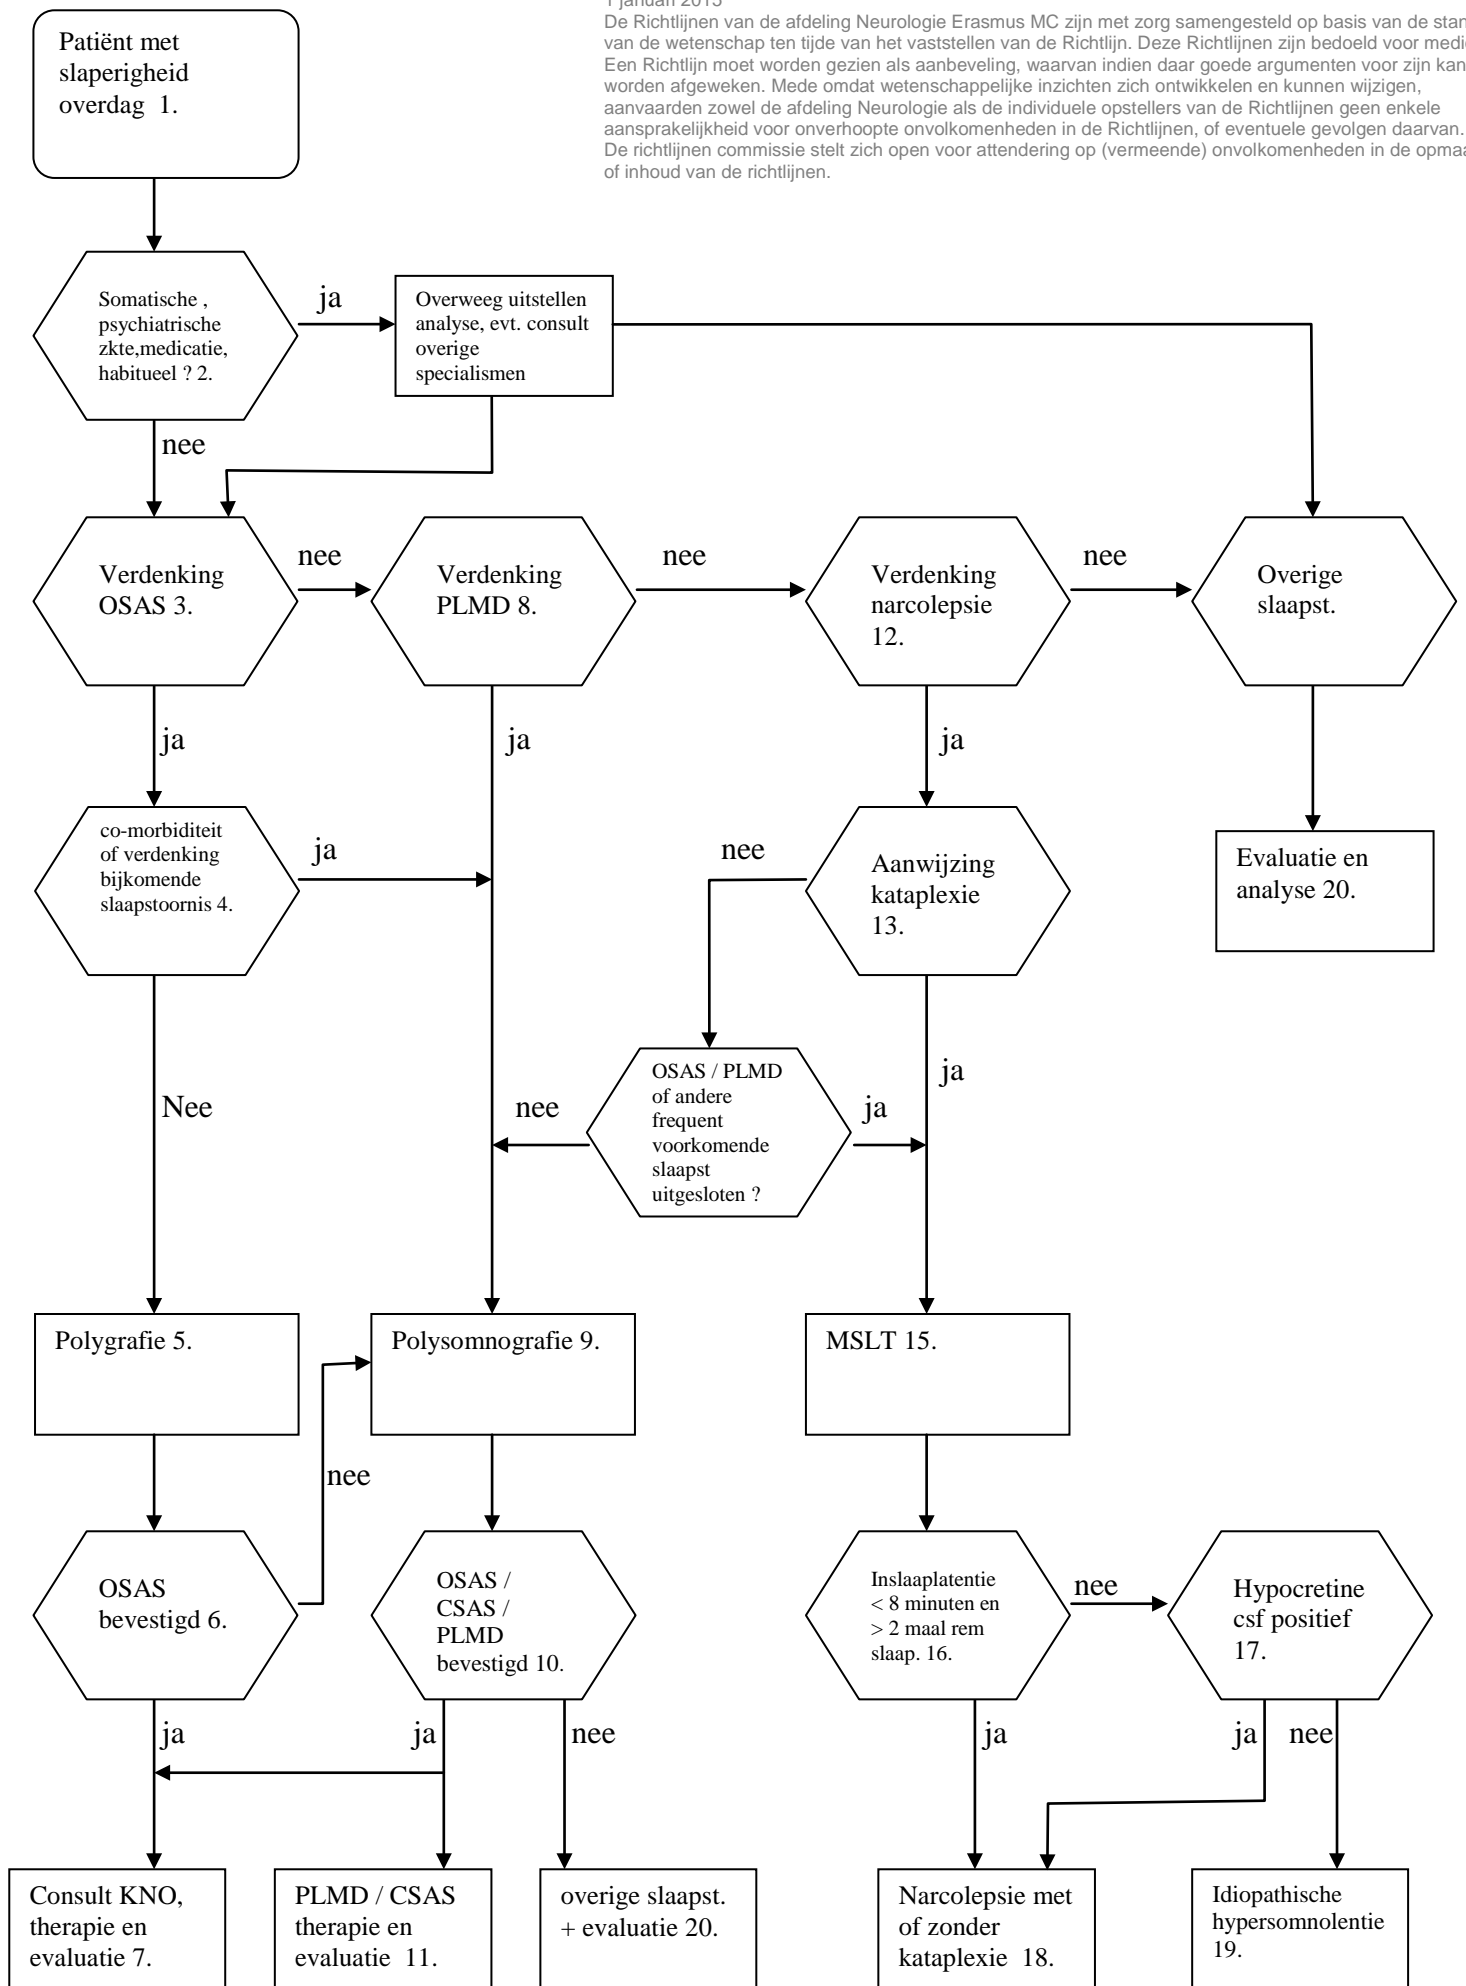 1 januari 2015
De Richtlijnen van de afdeling Neurologie Erasmus MC zijn met zorg samengesteld op basis van de stan
van de wetenschap ten tijde van het vaststellen van de Richtlijn. Deze Richtlijnen zijn bedoeld voor medi
Een Richtlijn moet worden gezien als aanbeveling, waarvan indien daar goede argumenten voor zijn kan
worden afgeweken. Mede omdat wetenschappelijke inzichten zich ontwikkelen en kunnen wijzigen,
aanvaarden zowel de afdeling Neurologie als de individuele opstellers van de Richtlijnen geen enkele
aansprakelijkheid voor onverhoopte onvolkomenheden in de Richtlijnen, of eventuele gevolgen daarvan.
De richtlijnen commissie stelt zich open voor attendering op (vermeende) onvolkomenheden in de opmaa
of inhoud van de richtlijnen.
Patiënt met
slaperigheid
overdag 1.
Somatische ,
psychiatrische
zkte,medicatie,
habitueel ? 2.
ja
Overweeg uitstellen
analyse, evt. consult
overige
specialismen
nee
Verdenking
OSAS 3.
nee
Verdenking
PLMD 8.
nee
Verdenking
narcolepsie
12.
nee
Overige
slaapst.
ja
ja
ja
co-morbiditeit
of verdenking
bijkomende
slaapstoornis 4.
ja
nee
Aanwijzing
kataplexie
13.
Evaluatie en
analyse 20.
Nee
nee
OSAS / PLMD
of andere
frequent
voorkomende
slaapst
uitgesloten ?
ja
ja
Polygrafie 5.
Polysomnografie 9.
MSLT 15.
nee
OSAS
bevestigd 6.
OSAS /
CSAS /
PLMD
bevestigd 10.
Inslaaplatentie
< 8 minuten en
> 2 maal rem
slaap. 16.
nee
Hypocretine
csf positief
17.
ja
ja
nee
ja
ja
nee
Consult KNO,
therapie en
evaluatie 7.
PLMD / CSAS
therapie en
evaluatie 11.
overige slaapst.
+ evaluatie 20.
Narcolepsie met
of zonder
kataplexie 18.
Idiopathische
hypersomnolentie
19.